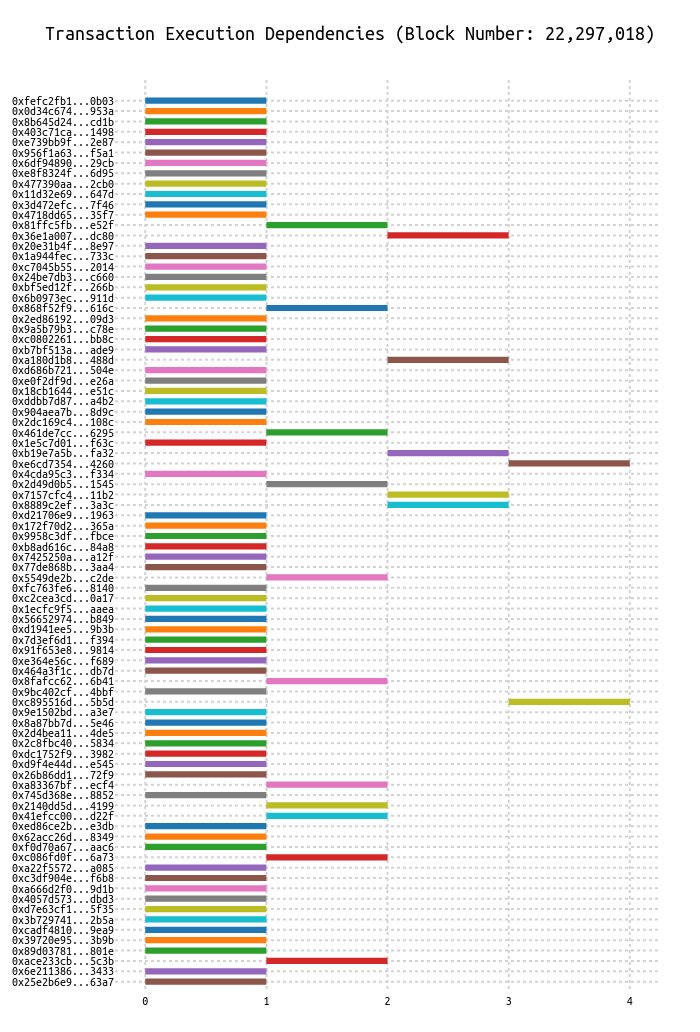 Transaction Execution Dependencies (Block Number: 22,297,018)
0xfefc2fb1...0b03
0x0d34c674...953a
0x8b645d24...cd1b
0x403c71ca...1498
0xe739bb9f...2e87
0x956f1a63...f5a1
0x6df94890...29cb
0xe8f8324f...6d95
0x477390aa...2cb0
0x11d32e69...647d
0x3d472efc...7f46
0x4718dd65...35f7
0x81ffc5fb...e52f
0x36e1a007...dc80
0x20e31b4f...8e97
0x1a944fec...733c
0xc7045b55...2014
0x24be7db3...c660
0xbf5ed12f...266b
0x6b0973ec...911d
0x868f52f9...616c
0x2ed86192...09d3
0x9a5b79b3...c78e
0xc0802261...bb8c
0xb7bf513a...ade9
0xa180d1b8...488d
0xd686b721...504e
0xe0f2df9d...e26a
0x18cb1644...e51c
0xddbb7d87...a4b2
0x904aea7b...8d9c
0x2dc169c4...108c
0x461de7cc...6295
0x1e5c7d01...f63c
0xb19e7a5b...fa32
0xe6cd7354...4260
0x4cda95c3...f334
0x2d49d0b5...1545
0x7157cfc4...11b2
0x8889c2ef...3a3c
0xd21706e9...1963
0x172f70d2...365a
0x9958c3df...fbce
0xb8ad616c...84a8
0x7425250a...a12f
0x77de868b...3aa4
0x5549de2b...c2de
0xfc763fe6...8140
0xc2cea3cd...0a17
0x1ecfc9f5...aaea
0x56652974...b849
0xd1941ee5...9b3b
0x7d3ef6d1...f394
0x91f653e8...9814
0xe364e56c...f689
0x464a3f1c...db7d
0x8fafcc62...6b41
0x9bc402cf...4bbf
0xc895516d...5b5d
0x9e1502bd...a3e7
0x8a87bb7d...5e46
0x2d4bea11...4de5
0x2c8fbc40...5834
0xdc1752f9...3982
0xd9f4e44d...e545
0x26b86dd1...72f9
0xa83367bf...ecf4
0x745d368e...8852
0x2140dd5d...4199
0x41efcc00...d22f
0xed86ce2b...e3db
0x62acc26d...8349
0xf0d70a67...aac6
0xc086fd0f...6a73
0xa22f5572...a085
0xc3df904e...f6b8
0xa666d2f0...9d1b
0x4057d573...dbd3
0xd7e63cf1...5f35
0x3b729741...2b5a
0xcadf4810...9ea9
0x39720e95...3b9b
0x89d03781...801e
0xace233cb...5c3b
0x6e211386...3433
0x25e2b6e9...63a7
0 1 2 3 4